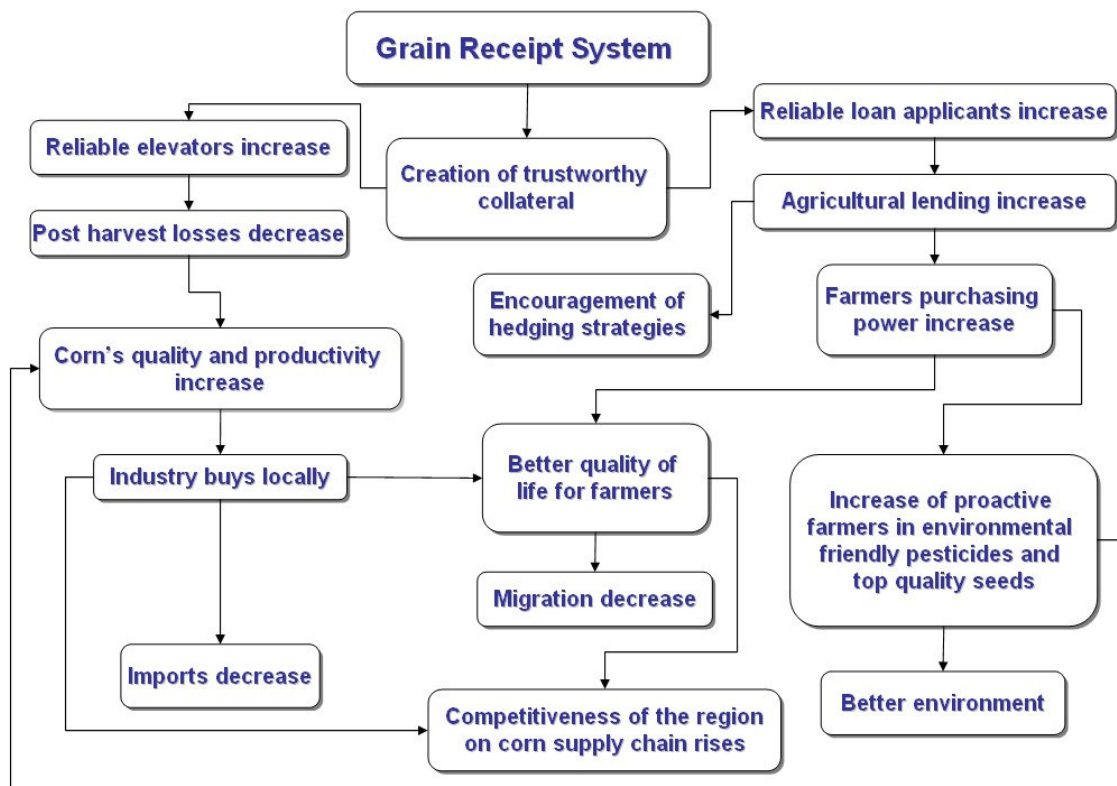 Grain Receipt System
Reliable loan applicants increase
Reliable elevators increase
Creation of trustworthy
collateral
Agricultural lending increase
Post harvest losses decrease
Encouragement of
hedging strategies
Farmers purchasing
power increase
Corn's quality and productivity
increase
Industry buys locally
Better quality of
life for farmers
Increase of proactive
farmers in environmental
friendly pesticides and
top quality seeds
Migration decrease
Imports decrease
Competitiveness of the region
on corn supply chain rises
Better environment